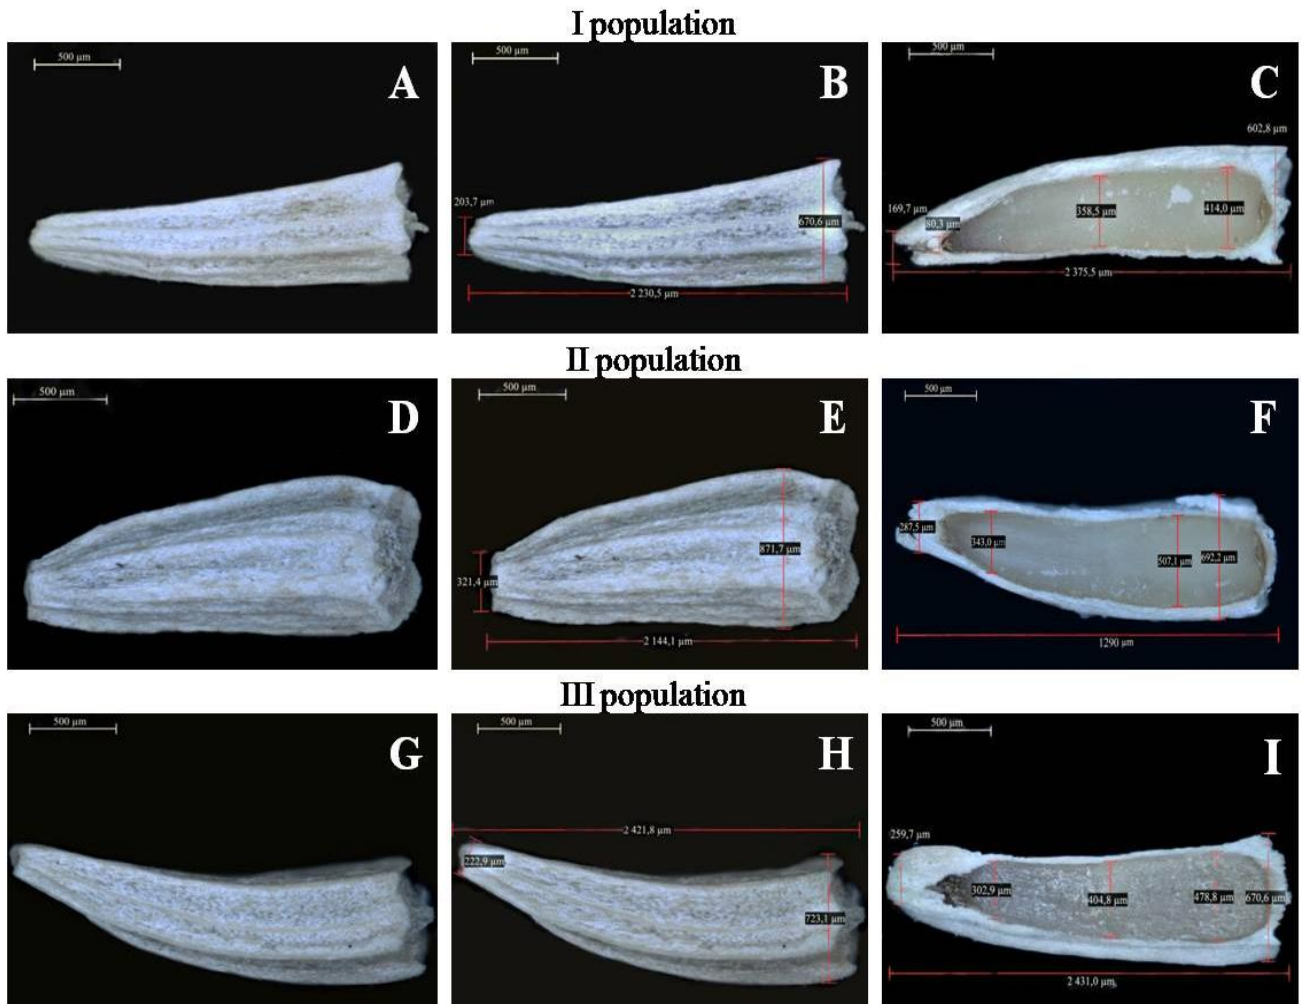 I population
500 µm
A
500 µm
B
203,7 µm
670,6 µm
2 230,5 µm
500 µm
C
602,8 µm
169,7 µm
80,3 µm
358,5 µm
414,0 µm
2 375,5 µm
II population
500 µm
D
500 µm
E
321,4 µm
871,7 µm
2 144,1 µm
500 µm
F
287,5 µm
343,0 µm
507,1 µm
692,2 µm
1290 µm
III population
500 µm
G
500 µm
H
2 421,8 µm
222,9 µm
723,1 µm
500 µm
I
259,7 µm
302,9 µm
404,8 µm
478,8 µm
670,6 µm
2 431,0 µm